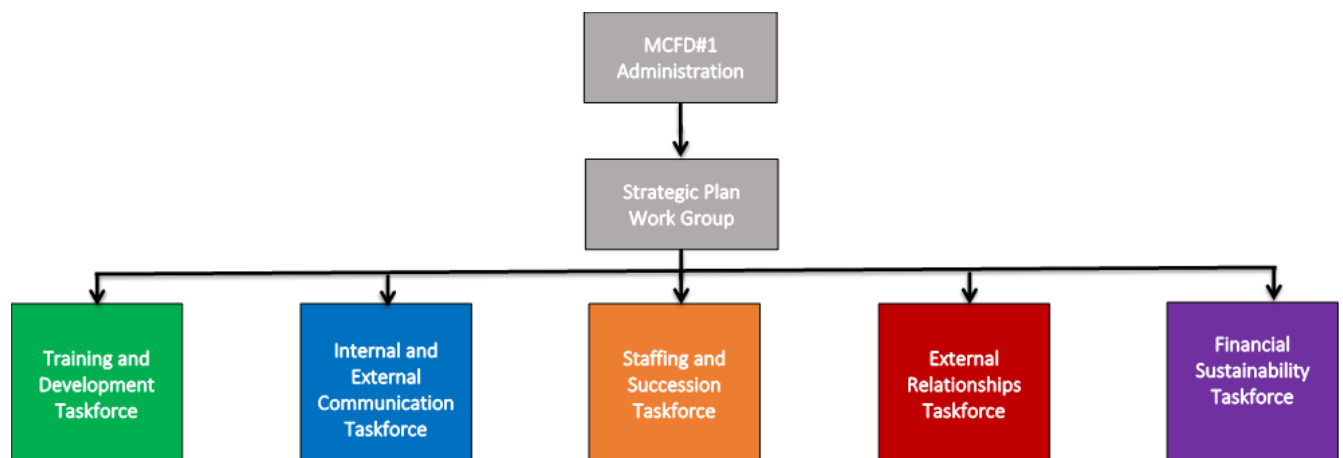 MCFD#1
Administration
Strategic Plan
Work Group
Training and
Development
Taskforce
Internal and
External
Communication
Taskforce
Staffing and
Succession
Taskforce
External
Relationships
Taskforce
Financial
Sustainability
Taskforce